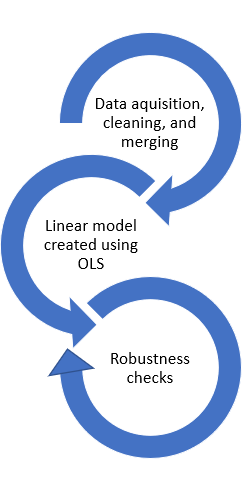 Data aquisition,
cleaning, and
merging
Linear model
created using
OLS
Robustness
checks